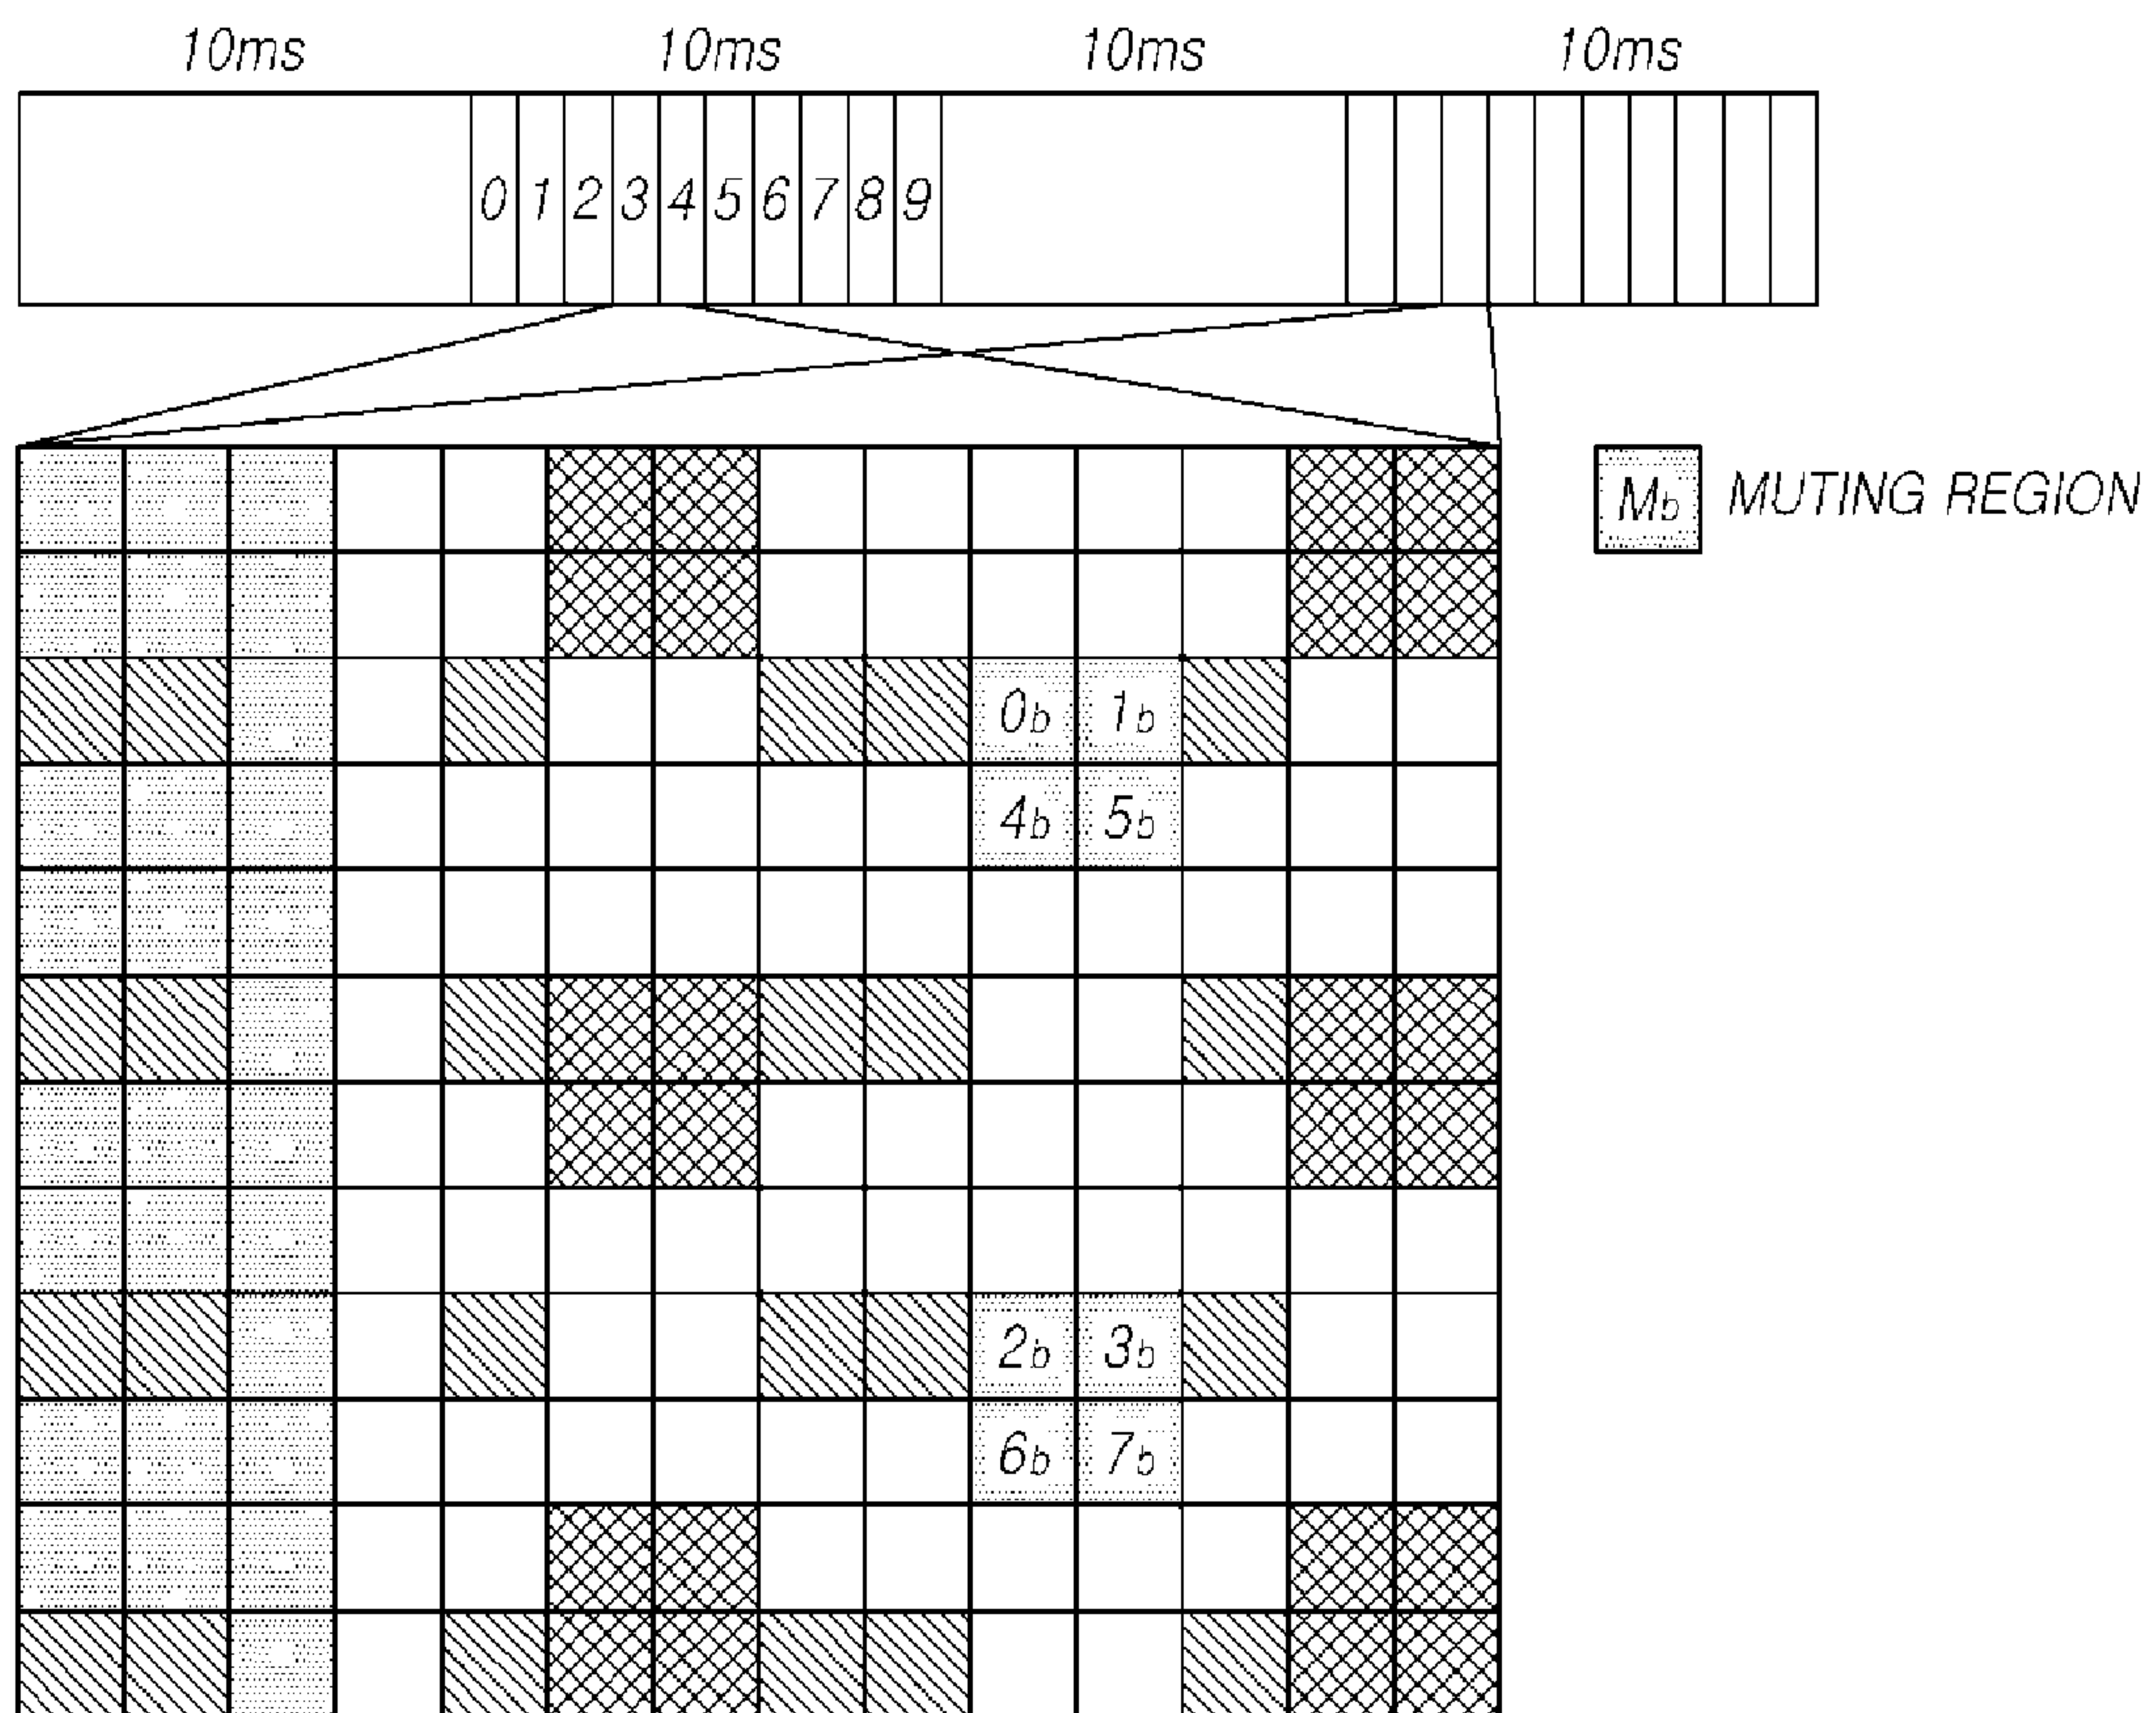 10ms 10ms 10ms 10ms
0 1 2 3 4 5 6 7 8 9
Mb MUTING REGION
0b 1b
4b 5b
2b 3b
6b 7b